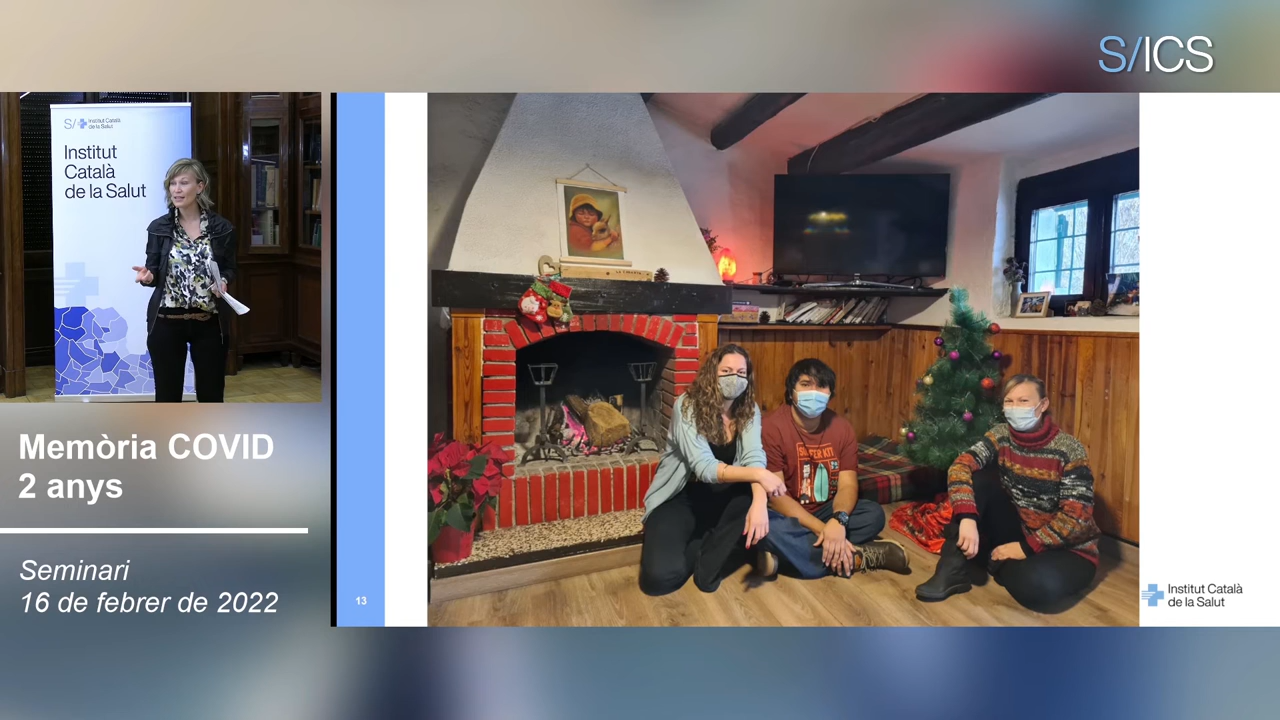 S/ICS
S/ Institut Català
de la Salut
Institut
Català
de la Salut
Memòria COVID
2 anys
Seminari
16 de febrer de 2022
13
Institut Català
de la Salut